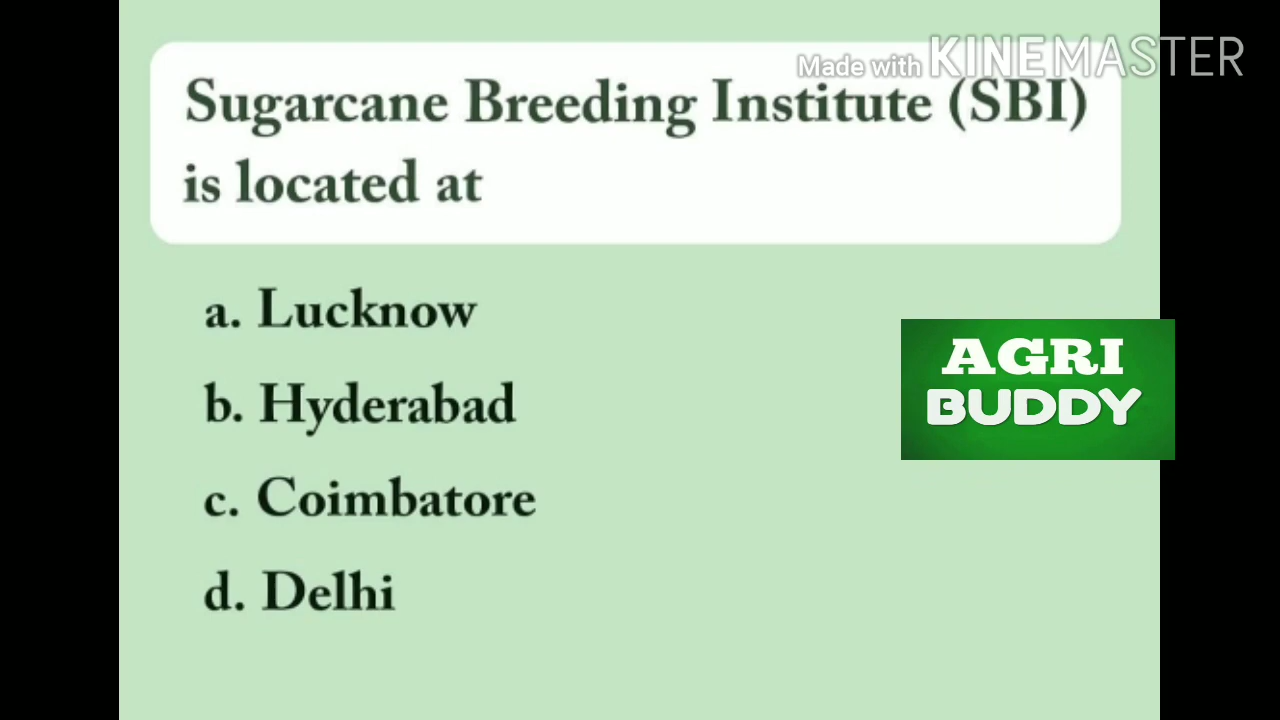 Made with KINEMASTER
Sugarcane Breeding Institute (SBI)
is located at
a. Lucknow
b. Hyderabad
c. Coimbatore
d. Delhi
AGRI
BUDDY